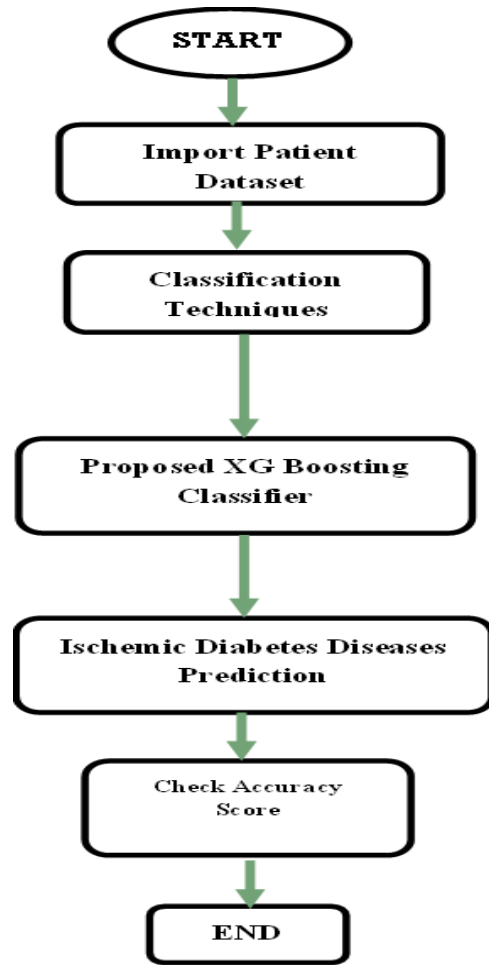 START
Import Patient
Dataset
Classification
Techniques
Proposed XG Boosting
Classifier
Ischemic Diabetes Diseases
Prediction
Check Accuracy
Score
END